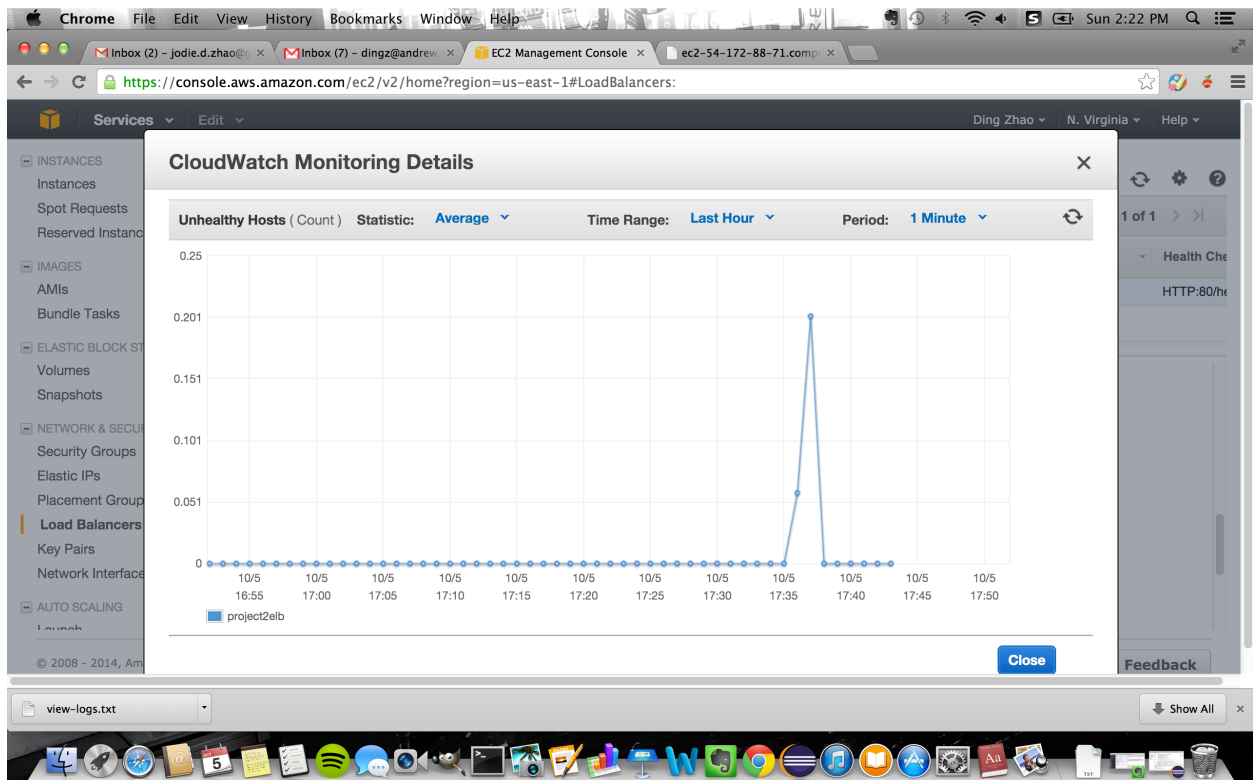 Chrome File Edit View History Bookmarks Window Help Sun 2:22 PM
Inbox (2) – jodie.d.zhao@g × Inbox (7) – dingz@andrew. × EC2 Management Console × ec2-54-172-88-71.comp ×
https://console.aws.amazon.com/ec2/v2/home?region=us-east-1#LoadBalancers:
Services Edit Ding Zhao N. Virginia Help
CloudWatch Monitoring Details ×
INSTANCES
Instances
Spot Requests
Reserved Instanc
IMAGES
AMIs
Bundle Tasks
ELASTIC BLOCK ST
Volumes
Snapshots
NETWORK & SECUR
Security Groups
Elastic IPs
Placement Group
Load Balancers
Key Pairs
Network Interface
AUTO SCALING
Launch
© 2008 - 2014, Am
Unhealthy Hosts (Count) Statistic: Average Time Range: Last Hour Period: 1 Minute
0.25
0.201
0.151
0.101
0.051
0
10/5 10/5 10/5 10/5 10/5 10/5 10/5 10/5 10/5 10/5 10/5 10/5
16:55 17:00 17:05 17:10 17:15 17:20 17:25 17:30 17:35 17:40 17:45 17:50
project2elb
Close
1 of 1
Health Che
HTTP:80/he
Feedback
view-logs.txt Show All ×
OCT
5
Aa
TXT